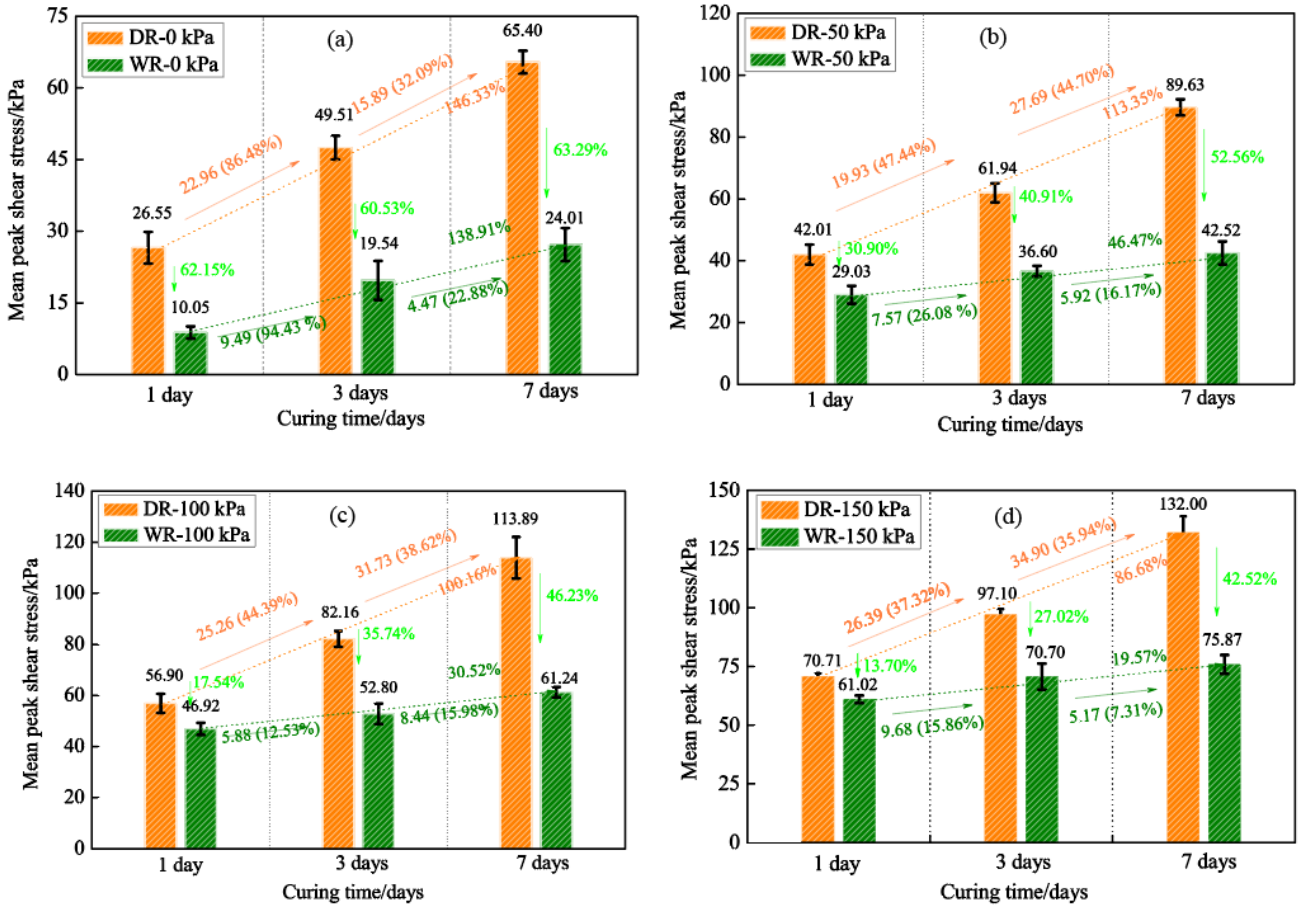 (a)
DR-0 kPa
WR-0 kPa
Mean peak shear stress/kPa
75
60
45
30
15
0
26.55
10.05
62.15%
22.96 (86.48%)
9.49 (94.43 %)
49.51
19.54
60.53%
15.89 (32.09%)
146.33%
138.91%
4.47 (22.88%)
65.40
24.01
63.29%
1 day
3 days
7 days
Curing time/days
(b)
DR-50 kPa
WR-50 kPa
Mean peak shear stress/kPa
120
100
80
60
40
20
0
42.01
29.03
30.90%
19.93 (47.44%)
7.57 (26.08 %)
61.94
36.60
40.91%
27.69 (44.70%)
113.35%
46.47%
5.92 (16.17%)
89.63
42.52
52.56%
1 day
3 days
7 days
Curing time/days
(c)
DR-100 kPa
WR-100 kPa
Mean peak shear stress/kPa
140
120
100
80
60
40
20
0
56.90
46.92
17.54%
25.26 (44.39%)
5.88 (12.53%)
82.16
52.80
35.74%
31.73 (38.62%)
100.16%
30.52%
8.44 (15.98%)
113.89
61.24
46.23%
1 day
3 days
7 days
Curing time/days
(d)
DR-150 kPa
WR-150 kPa
Mean peak shear stress/kPa
150
125
100
75
50
25
0
70.71
61.02
13.70%
26.39 (37.32%)
9.68 (15.86%)
97.10
70.70
27.02%
34.90 (35.94%)
86.68%
19.57%
5.17 (7.31%)
132.00
75.87
42.52%
1 day
3 days
7 days
Curing time/days